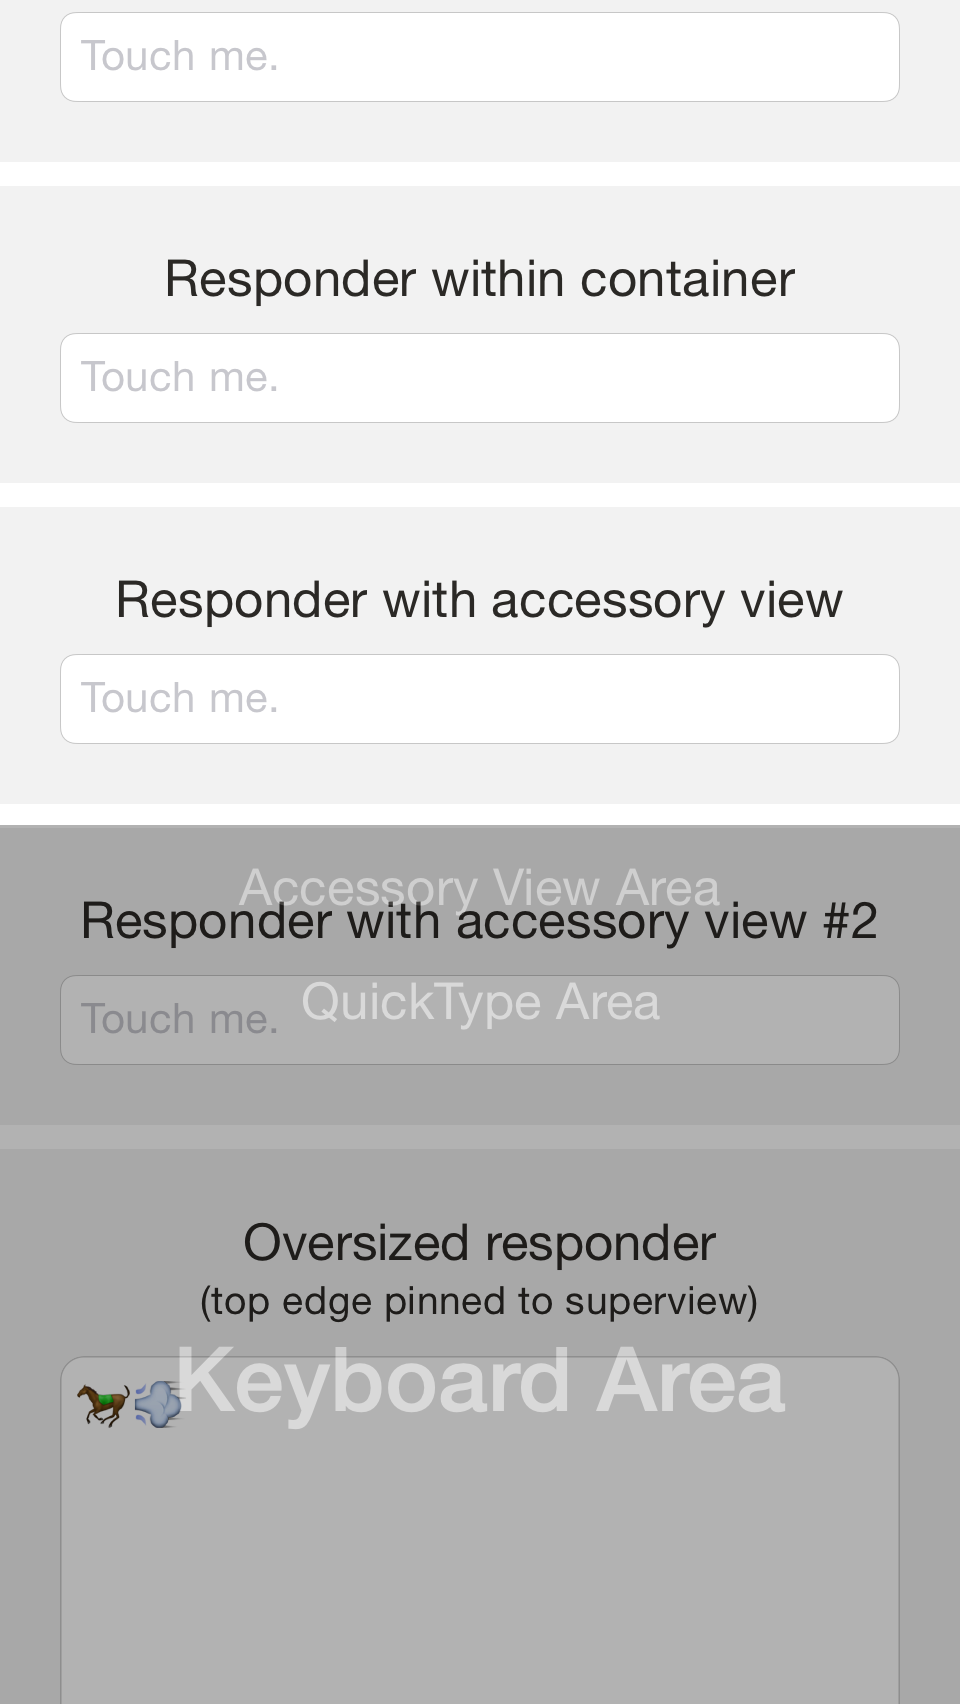 Touch me.
Responder within container
Touch me.
Responder with accessory view
Touch me.
Accessory View Area
Responder with accessory view #2
QuickType Area
Touch me.
Oversized responder
(top edge pinned to superview)
Keyboard Area
🐎💨